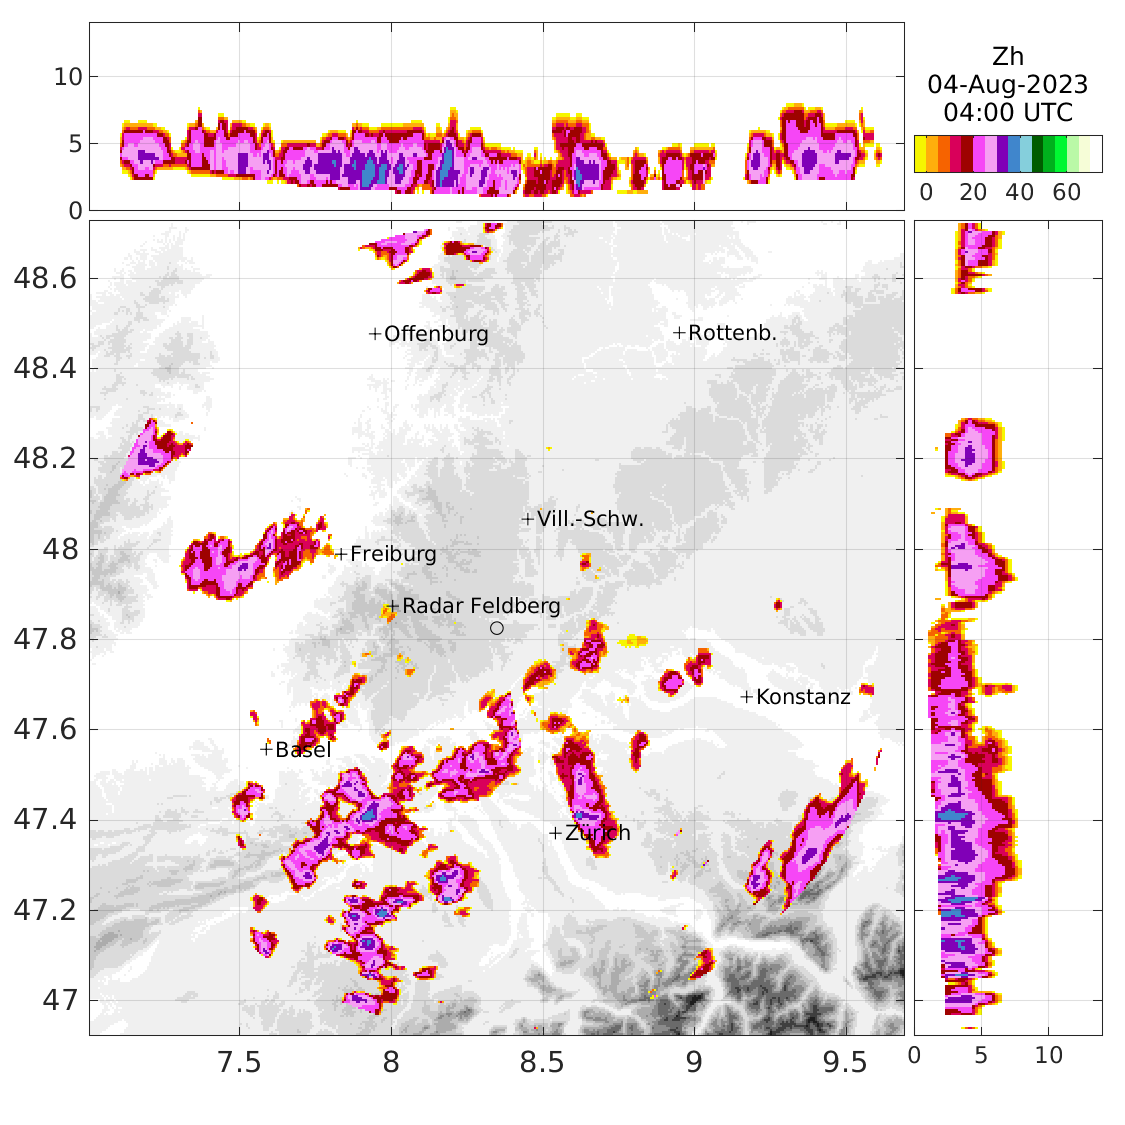 10
5
0
Zh
04-Aug-2023
04:00 UTC
0 20 40 60
48.6
48.4
48.2
48
47.8
47.6
47.4
47.2
47
+Offenburg
+Rottenb.
+Vill.-Schw.
+Freiburg
+Radar Feldberg
+Konstanz
+Basel
+Zürich
7.5 8 8.5 9 9.5
0 5 10